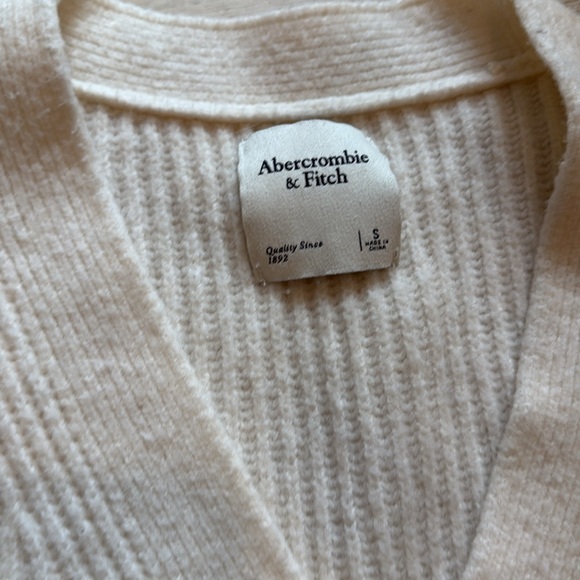 Abercrombie
& Fitch
Quality Since
1892
S
MADE IN
CHINA